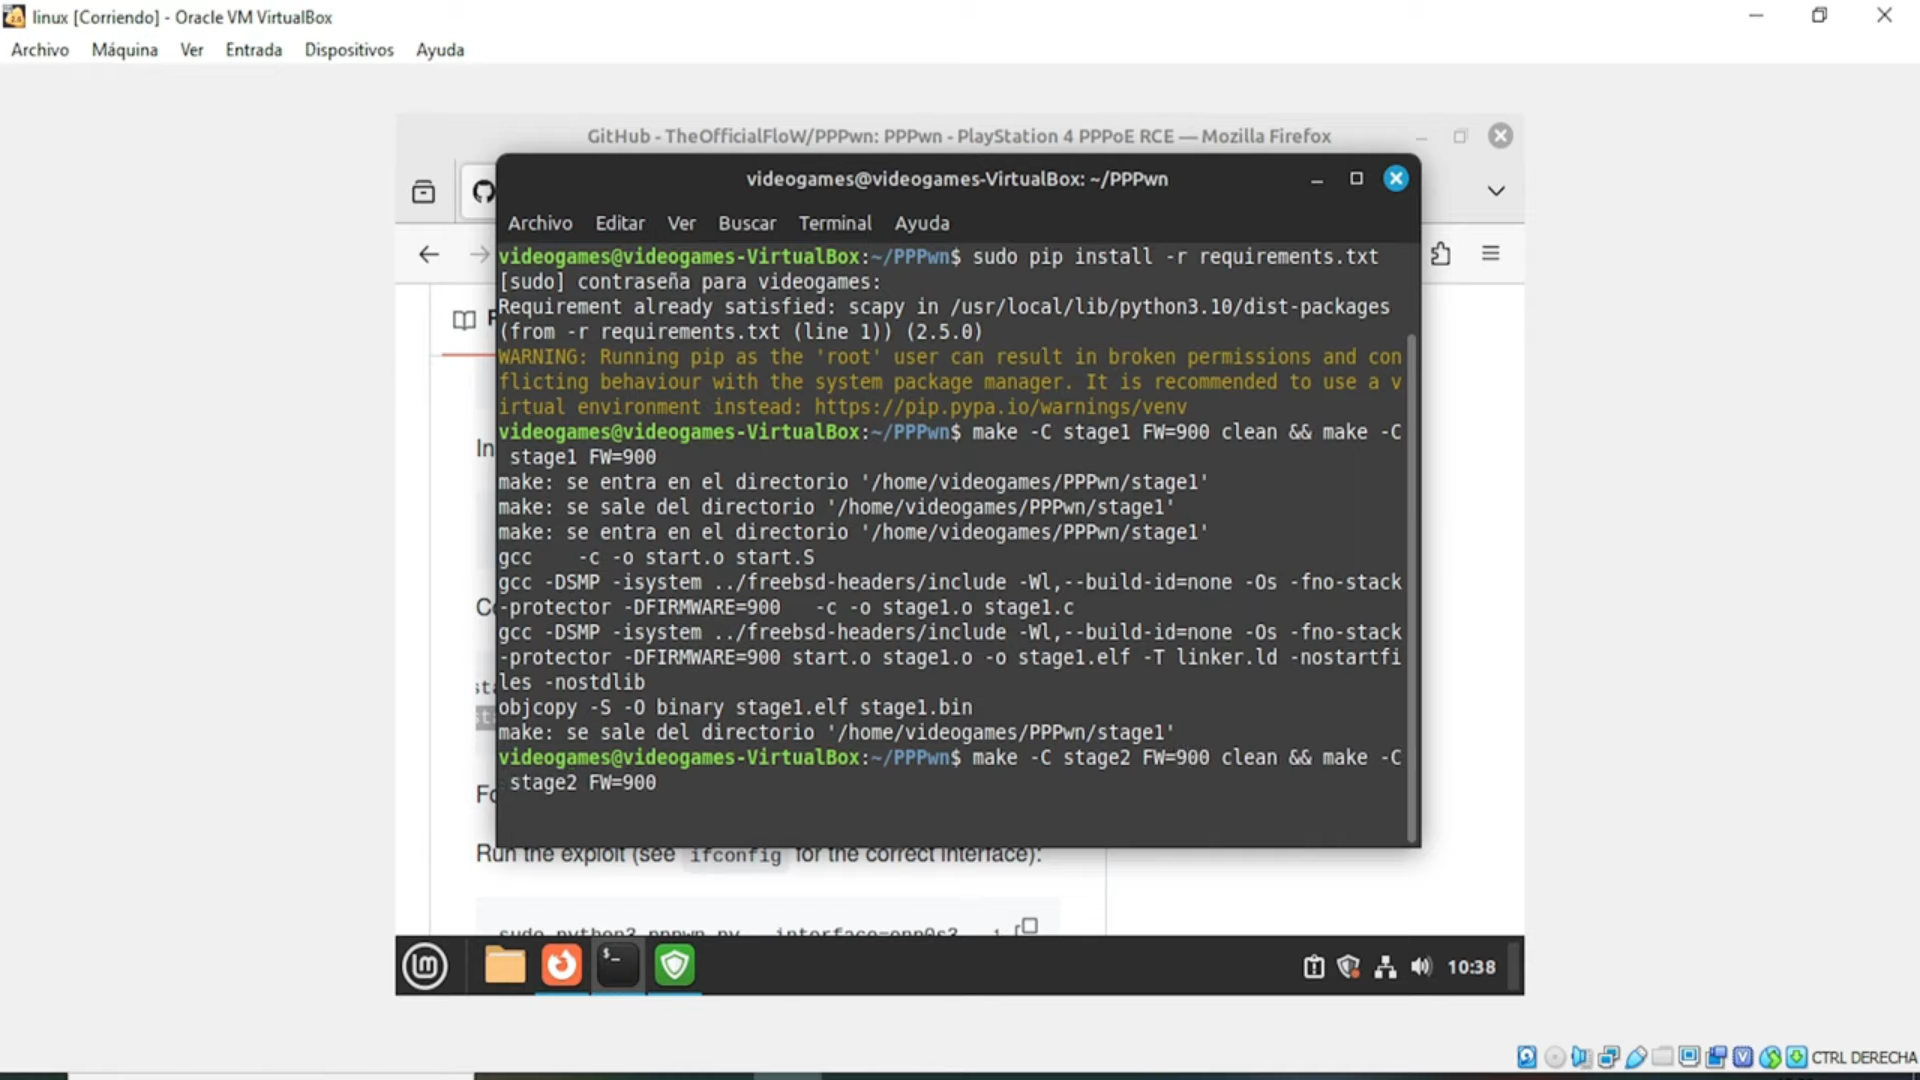 linux [Corriendo] - Oracle VM VirtualBox
Archivo Máquina Ver Entrada Dispositivos Ayuda
GitHub - TheOfficialFloW/PPPwn: PPPwn - PlayStation 4 PPPoE RCE — Mozilla Firefox
videogames@videogames-VirtualBox: ~/PPPwn
Archivo Editar Ver Buscar Terminal Ayuda
videogames@videogames-VirtualBox:~/PPPwn$ sudo pip install -r requirements.txt
[sudo] contraseña para videogames:
Requirement already satisfied: scapy in /usr/local/lib/python3.10/dist-packages
(from -r requirements.txt (line 1)) (2.5.0)
WARNING: Running pip as the 'root' user can result in broken permissions and con
flicting behaviour with the system package manager. It is recommended to use a v
irtual environment instead: https://pip.pypa.io/warnings/venv
videogames@videogames-VirtualBox:~/PPPwn$ make -C stage1 FW=900 clean && make -C
stage1 FW=900
make: se entra en el directorio '/home/videogames/PPPwn/stage1'
make: se sale del directorio '/home/videogames/PPPwn/stage1'
make: se entra en el directorio '/home/videogames/PPPwn/stage1'
gcc    -c -o start.o start.S
gcc -DSMP -isystem ../freebsd-headers/include -Wl,--build-id=none -Os -fno-stack
-protector -DFIRMWARE=900   -c -o stage1.o stage1.c
gcc -DSMP -isystem ../freebsd-headers/include -Wl,--build-id=none -Os -fno-stack
-protector -DFIRMWARE=900 start.o stage1.o -o stage1.elf -T linker.ld -nostartfi
les -nostdlib
objcopy -S -O binary stage1.elf stage1.bin
make: se sale del directorio '/home/videogames/PPPwn/stage1'
videogames@videogames-VirtualBox:~/PPPwn$ make -C stage2 FW=900 clean && make -C
stage2 FW=900
Run the exploit (see ifconfig for the correct interface):
sudo python3 pppwn.py --interface=enp0s3
10:38
CTRL DERECHA